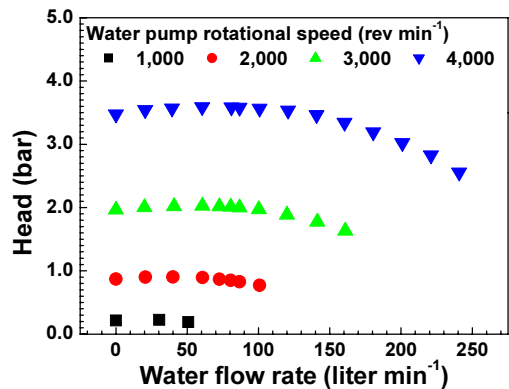 Water pump rotational speed (rev min⁻¹)
1,000 2,000 3,000 4,000
5.0
4.0
3.0
2.0
1.0
0.0
Head (bar)
0 50 100 150 200 250
Water flow rate (liter min⁻¹)